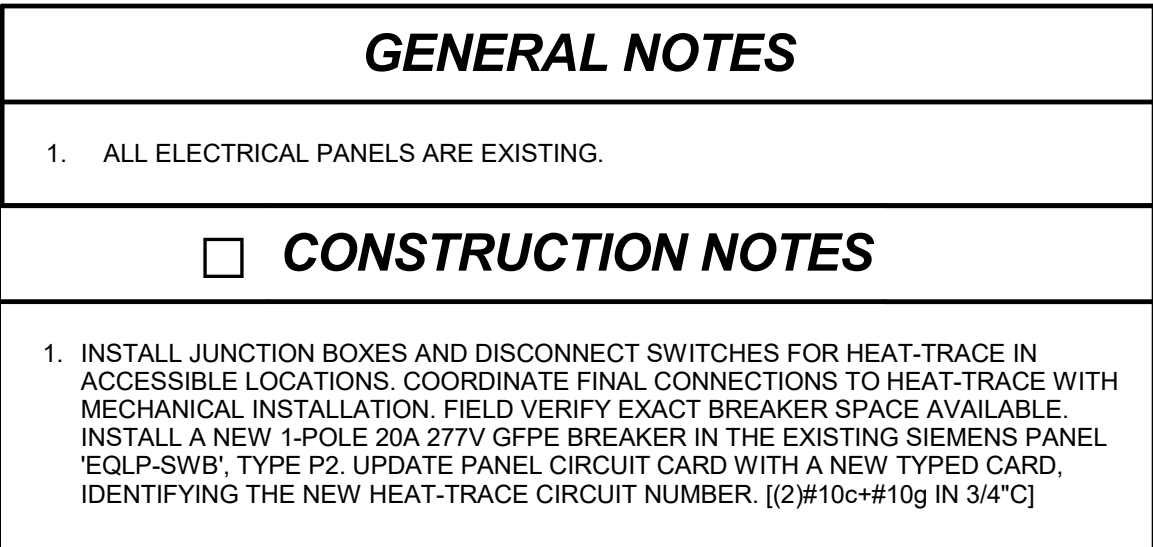 GENERAL NOTES
1. ALL ELECTRICAL PANELS ARE EXISTING.
CONSTRUCTION NOTES
1. INSTALL JUNCTION BOXES AND DISCONNECT SWITCHES FOR HEAT-TRACE IN
ACCESSIBLE LOCATIONS. COORDINATE FINAL CONNECTIONS TO HEAT-TRACE WITH
MECHANICAL INSTALLATION. FIELD VERIFY EXACT BREAKER SPACE AVAILABLE.
INSTALL A NEW 1-POLE 20A 277V GFPE BREAKER IN THE EXISTING SIEMENS PANEL
'EQLP-SWB', TYPE P2. UPDATE PANEL CIRCUIT CARD WITH A NEW TYPED CARD,
IDENTIFYING THE NEW HEAT-TRACE CIRCUIT NUMBER. [(2)#10c+#10g IN 3/4"C]